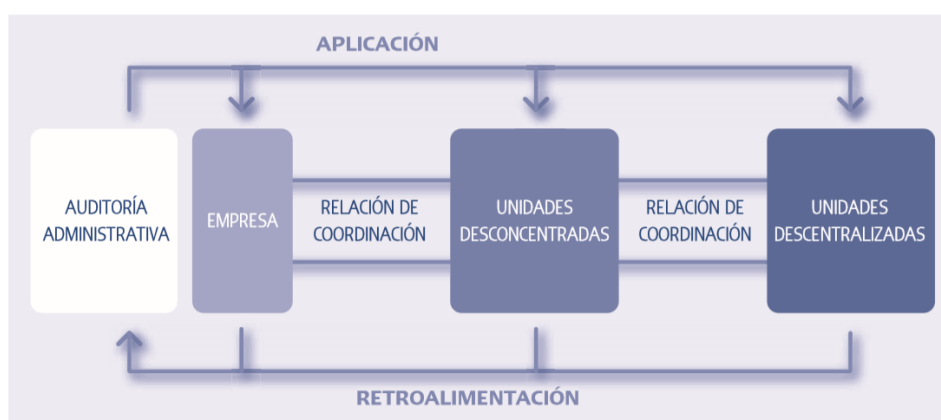 APLICACIÓN
AUDITORÍA
ADMINISTRATIVA
EMPRESA
RELACIÓN DE
COORDINACIÓN
UNIDADES
DESCONCENTRADAS
RELACIÓN DE
COORDINACIÓN
UNIDADES
DESCENTRALIZADAS
RETROALIMENTACIÓN